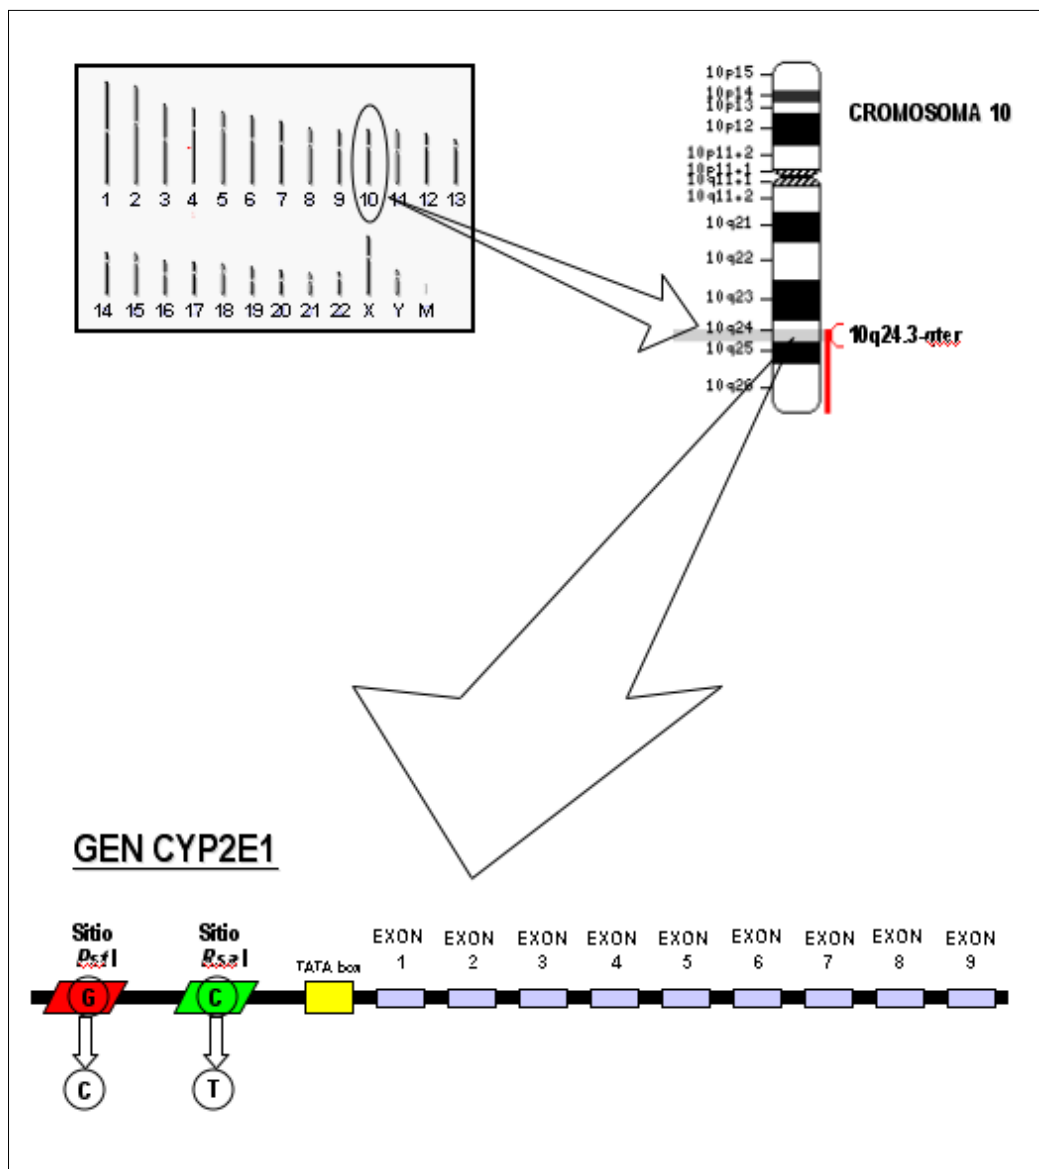 1 2 3 4 5 6 7 8 9 10 11 12 13
14 15 16 17 18 19 20 21 22 X Y M
10p15
10p14
10p13
10p12
10p11.2
10p11.1
10q11.1
10q11.2
10q21
10q22
10q23
10q24
10q25
10q26
CROMOSOMA 10
10q24.3-qter
GEN CYP2E1
Sitio
PstI
Sitio
RsaI
TATA box
EXON
1
EXON
2
EXON
3
EXON
4
EXON
5
EXON
6
EXON
7
EXON
8
EXON
9
G
C
C
T